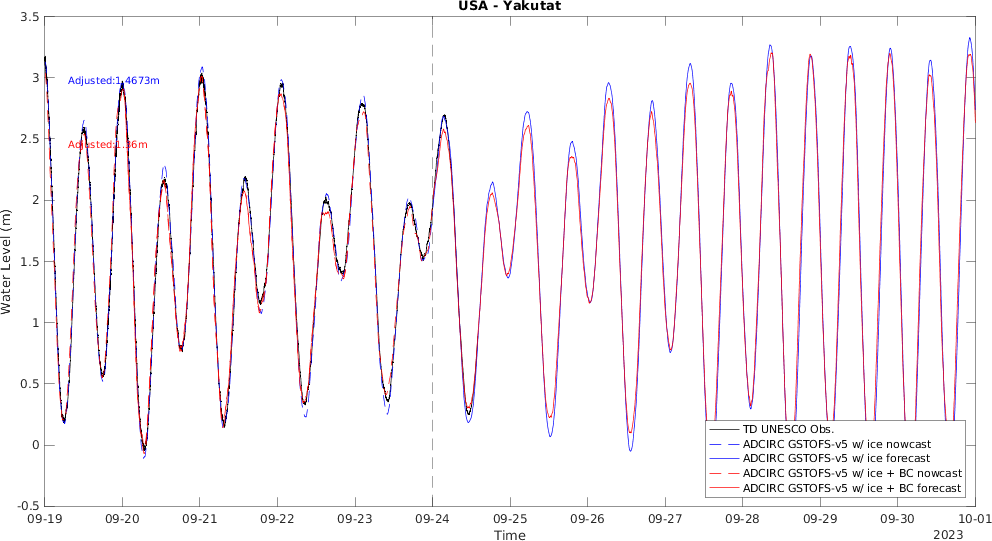 USA - Yakutat
3.5
3
2.5
2
1.5
1
0.5
0
-0.5
Water Level (m)
Adjusted:1.4673m
Adjusted:1.36m
TD UNESCO Obs.
ADCIRC GSTOFS-v5 w/ ice nowcast
ADCIRC GSTOFS-v5 w/ ice forecast
ADCIRC GSTOFS-v5 w/ ice + BC nowcast
ADCIRC GSTOFS-v5 w/ ice + BC forecast
09-19 09-20 09-21 09-22 09-23 09-24 09-25 09-26 09-27 09-28 09-29 09-30 10-01
Time
2023